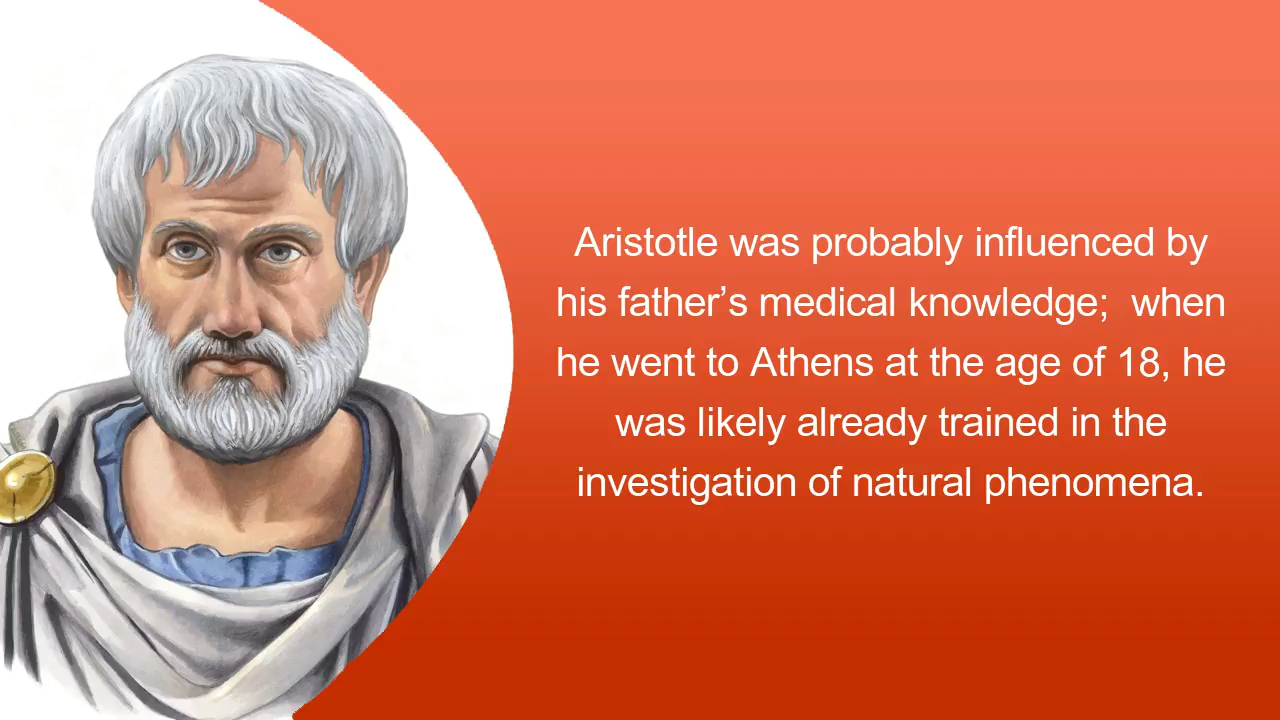 Aristotle was probably influenced by
his father’s medical knowledge;  when
he went to Athens at the age of 18, he
was likely already trained in the
investigation of natural phenomena.